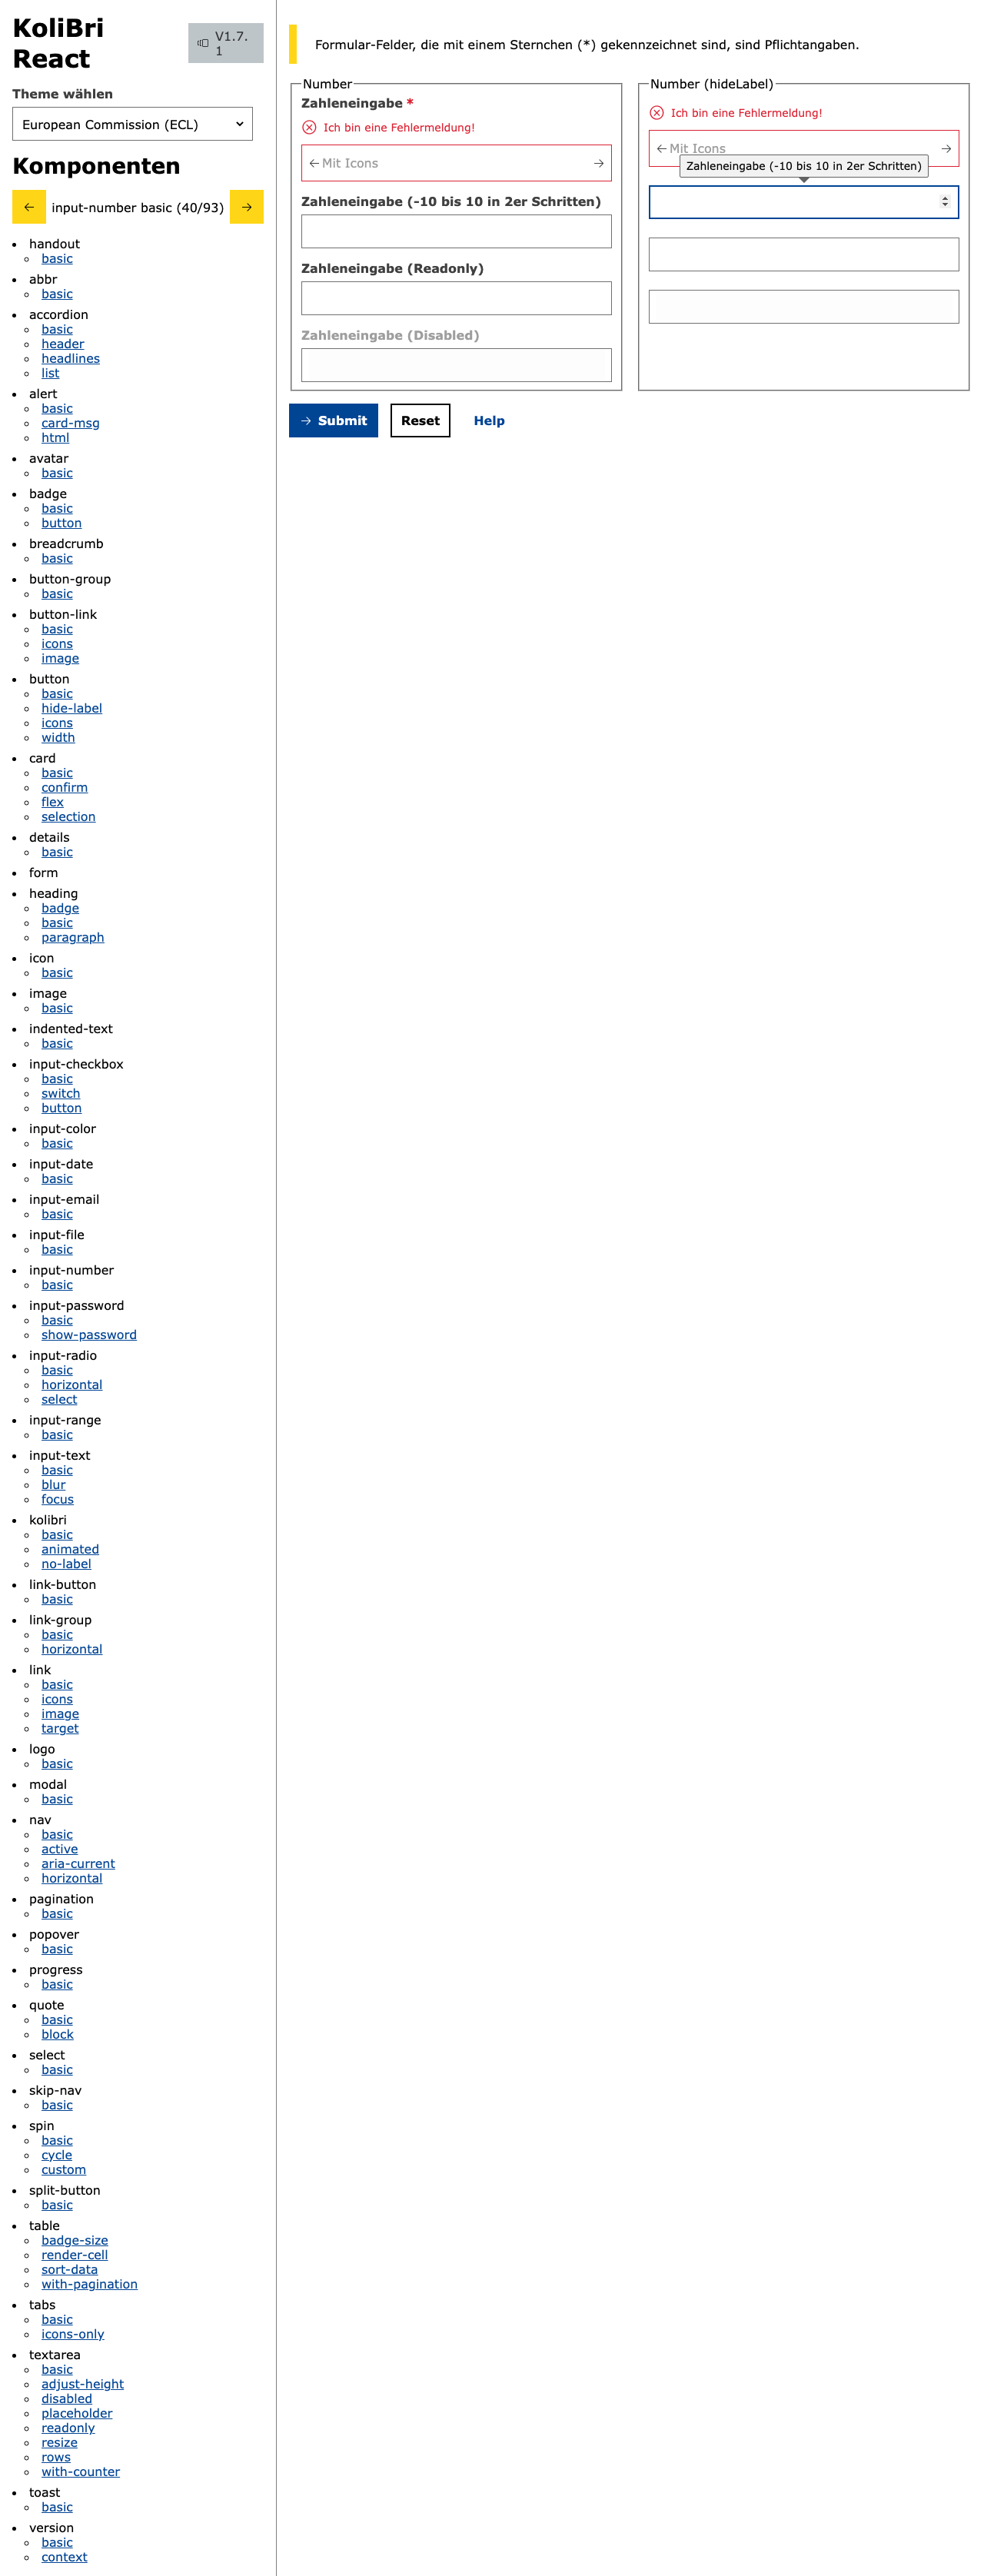 KoliBri
React
V1.7.
1
Theme wählen
European Commission (ECL)
Komponenten
input-number basic (40/93)
handout
basic
abbr
basic
accordion
basic
header
headlines
list
alert
basic
card-msg
html
avatar
basic
badge
basic
button
breadcrumb
basic
button-group
basic
button-link
basic
icons
image
button
basic
hide-label
icons
width
card
basic
confirm
flex
selection
details
basic
form
heading
badge
basic
paragraph
icon
basic
image
basic
indented-text
basic
input-checkbox
basic
switch
button
input-color
basic
input-date
basic
input-email
basic
input-file
basic
input-number
basic
input-password
basic
show-password
input-radio
basic
horizontal
select
input-range
basic
input-text
basic
blur
focus
kolibri
basic
animated
no-label
link-button
basic
link-group
basic
horizontal
link
basic
icons
image
target
logo
basic
modal
basic
nav
basic
active
aria-current
horizontal
pagination
basic
popover
basic
progress
basic
quote
basic
block
select
basic
skip-nav
basic
spin
basic
cycle
custom
split-button
basic
table
badge-size
render-cell
sort-data
with-pagination
tabs
basic
icons-only
textarea
basic
adjust-height
disabled
placeholder
readonly
resize
rows
with-counter
toast
basic
version
basic
context
Formular-Felder, die mit einem Sternchen (*) gekennzeichnet sind, sind Pflichtangaben.
Number
Zahleneingabe *
Ich bin eine Fehlermeldung!
Mit Icons
Zahleneingabe (-10 bis 10 in 2er Schritten)
Zahleneingabe (Readonly)
Zahleneingabe (Disabled)
Number (hideLabel)
Ich bin eine Fehlermeldung!
Mit Icons
Zahleneingabe (-10 bis 10 in 2er Schritten)
Submit
Reset
Help